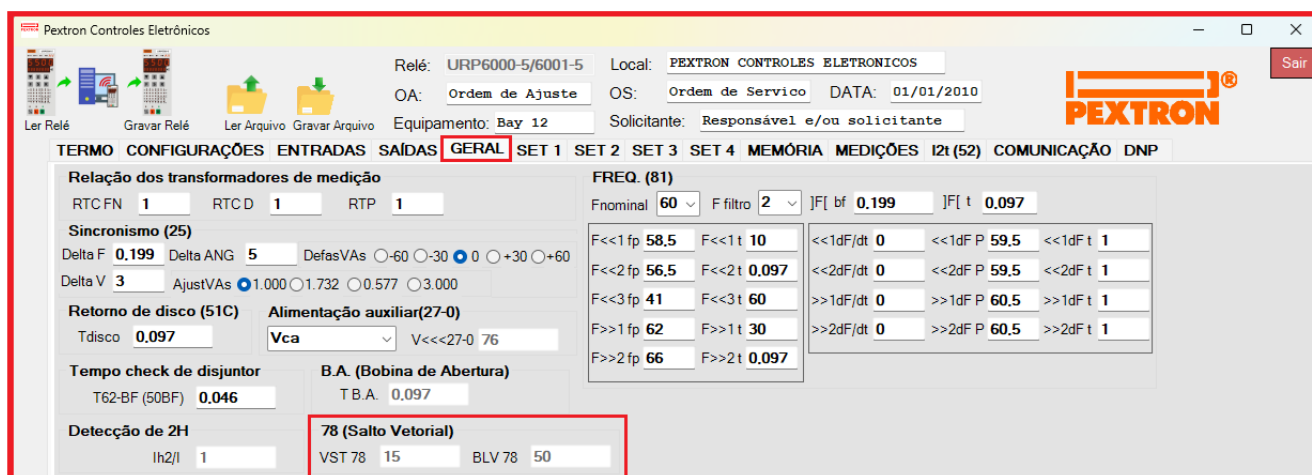 Pextron Controles Eletrônicos
Relé: URP6000-5/6001-5 Local: PEXTRON CONTROLES ELETRONICOS Sair
OA: Ordem de Ajuste OS: Ordem de Servico DATA: 01/01/2010
Ler Relé Gravar Relé Ler Arquivo Gravar Arquivo Equipamento: Bay 12 Solicitante: Responsável e/ou solicitante PEXTRON®
TERMO CONFIGURAÇÕES ENTRADAS SAÍDAS GERAL SET 1 SET 2 SET 3 SET 4 MEMÓRIA MEDIÇÕES I2t (52) COMUNICAÇÃO DNP
Relação dos transformadores de medição
RTC FN 1 RTC D 1 RTP 1
Sincronismo (25)
Delta F 0,199 Delta ANG 5 DefasVAs -60 -30 0 +30 +60
Delta V 3 AjustVAs 1.000 1.732 0.577 3.000
Retorno de disco (51C)
Tdisco 0,097
Alimentação auxiliar(27-0)
Vca V<<<27-0 76
Tempo check de disjuntor
T62-BF (50BF) 0,046
B.A. (Bobina de Abertura)
T B.A. 0,097
Detecção de 2H
Ih2/I 1
78 (Salto Vetorial)
VST 78 15 BLV 78 50
FREQ. (81)
Fnominal 60 F filtro 2 ]F[ bf 0,199 ]F[ t 0,097
F<<1 fp 58,5 F<<1 t 10 <<1dF/dt 0 <<1dF P 59,5 <<1dF t 1
F<<2 fp 56,5 F<<2 t 0,097 <<2dF/dt 0 <<2dF P 59,5 <<2dF t 1
F<<3 fp 41 F<<3 t 60 >>1dF/dt 0 >>1dF P 60,5 >>1dF t 1
F>>1 fp 62 F>>1 t 30 >>2dF/dt 0 >>2dF P 60,5 >>2dF t 1
F>>2 fp 66 F>>2 t 0,097